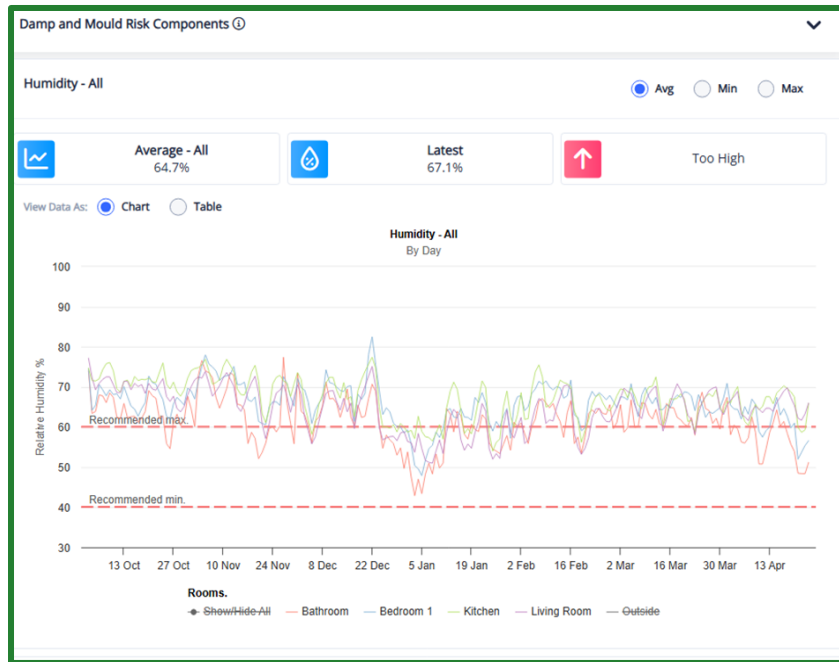 Damp and Mould Risk Components
Humidity - All
Avg Min Max
Average - All
64.7%
Latest
67.1%
Too High
View Data As: Chart Table
Humidity - All
By Day
Relative Humidity %
100
90
80
70
60
50
40
30
Recommended max.
Recommended min.
13 Oct 27 Oct 10 Nov 24 Nov 8 Dec 22 Dec 5 Jan 19 Jan 2 Feb 16 Feb 2 Mar 16 Mar 30 Mar 13 Apr
Rooms.
Show/Hide All Bathroom Bedroom 1 Kitchen Living Room Outside